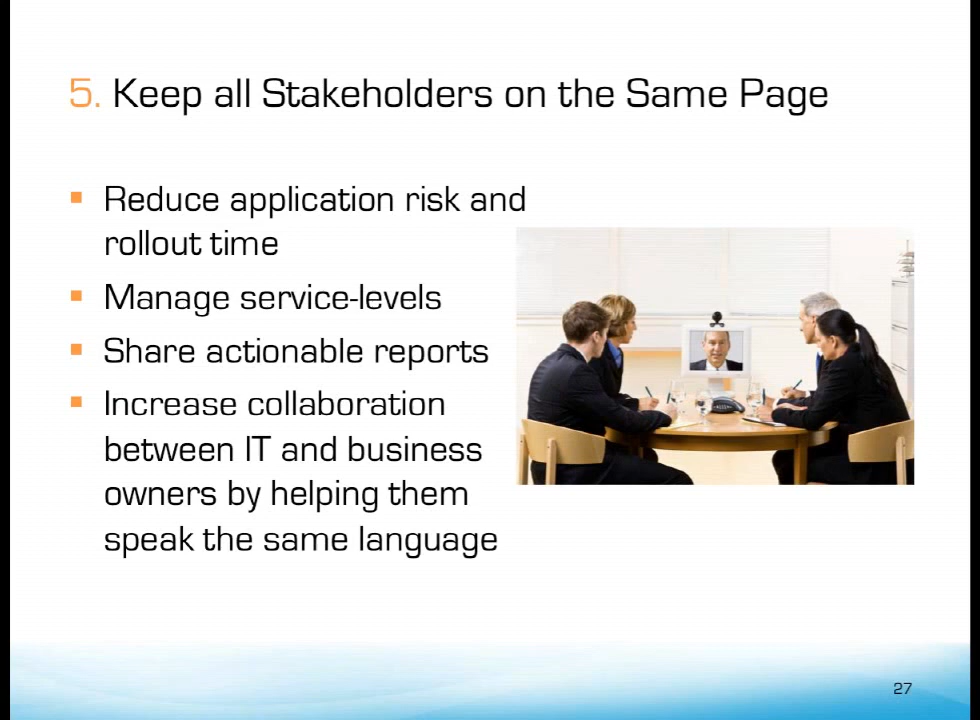 5. Keep all Stakeholders on the Same Page
Reduce application risk and
rollout time
Manage service-levels
Share actionable reports
Increase collaboration
between IT and business
owners by helping them
speak the same language
27